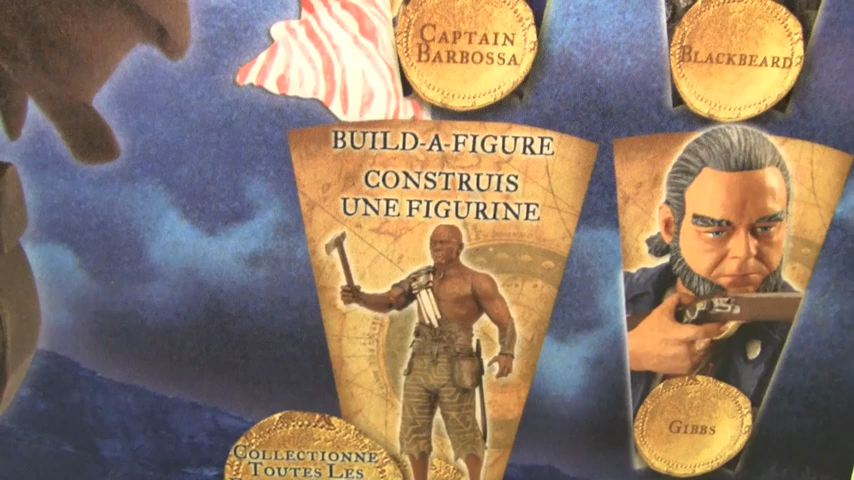 CAPTAIN
BARBOSSA
BLACKBEARD
BUILD-A-FIGURE
CONSTRUIS
UNE FIGURINE
GIBBS
COLLECTIONNE
TOUTES LES